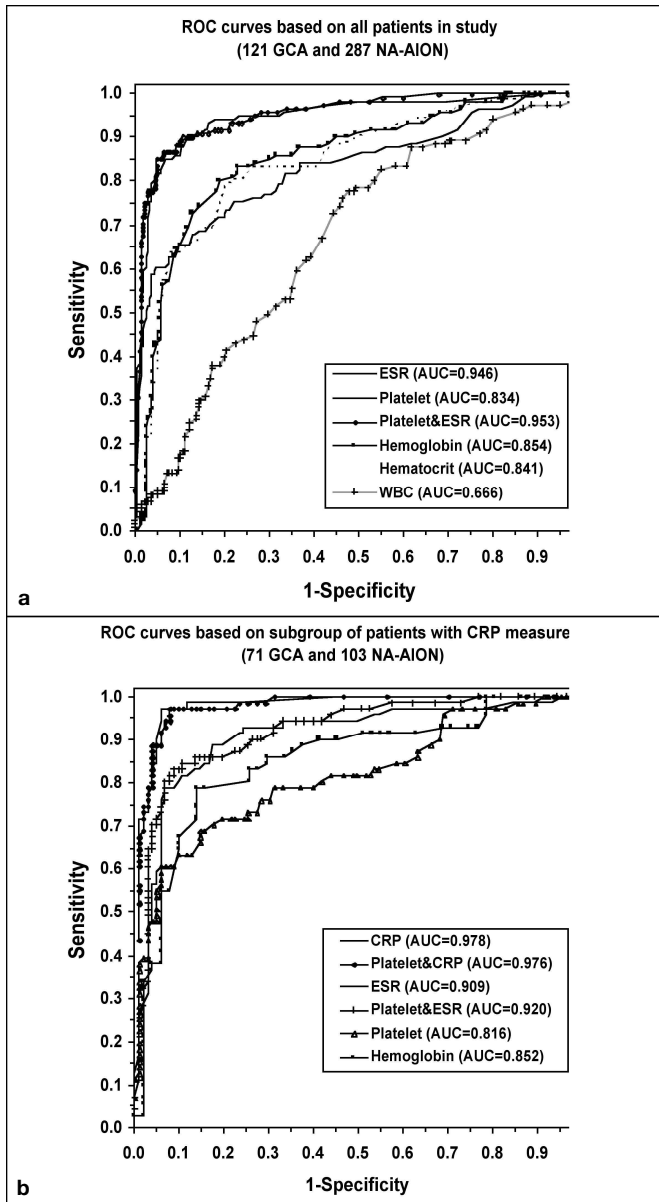 ROC curves based on all patients in study
(121 GCA and 287 NA-AION)
1.0
0.9
0.8
0.7
0.6
0.5
0.4
0.3
0.2
0.1
0.0
Sensitivity
0.0 0.1 0.2 0.3 0.4 0.5 0.6 0.7 0.8 0.9
1-Specificity
ESR (AUC=0.946)
Platelet (AUC=0.834)
Platelet&ESR (AUC=0.953)
Hemoglobin (AUC=0.854)
Hematocrit (AUC=0.841)
WBC (AUC=0.666)
a
ROC curves based on subgroup of patients with CRP measure
(71 GCA and 103 NA-AION)
1.0
0.9
0.8
0.7
0.6
0.5
0.4
0.3
0.2
0.1
0.0
Sensitivity
0.0 0.1 0.2 0.3 0.4 0.5 0.6 0.7 0.8 0.9
1-Specificity
CRP (AUC=0.978)
Platelet&CRP (AUC=0.976)
ESR (AUC=0.909)
Platelet&ESR (AUC=0.920)
Platelet (AUC=0.816)
Hemoglobin (AUC=0.852)
b